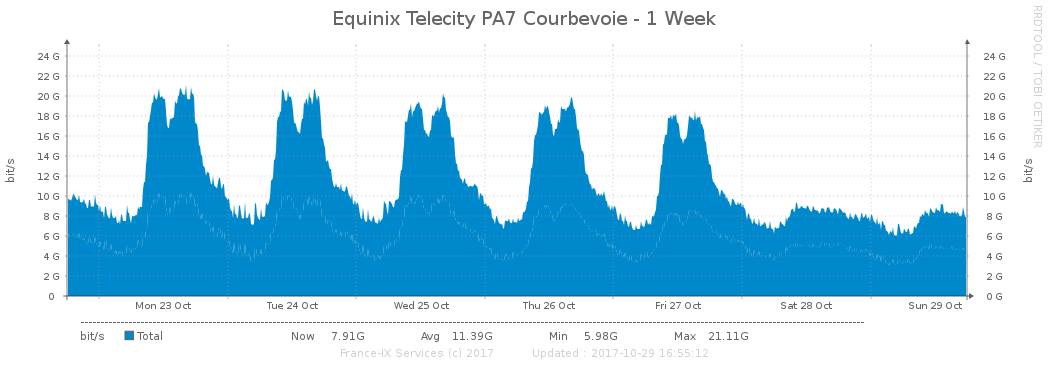 Equinix Telecity PA7 Courbevoie - 1 Week
RRDTOOL / TOBI OETIKER
24 G 24 G
22 G 22 G
20 G 20 G
18 G 18 G
16 G 16 G
14 G 14 G
12 G 12 G
10 G 10 G
8 G 8 G
6 G 6 G
4 G 4 G
2 G 2 G
0 0 G
bit/s
bit/s
Mon 23 Oct Tue 24 Oct Wed 25 Oct Thu 26 Oct Fri 27 Oct Sat 28 Oct Sun 29 Oct
bit/s Total Now 7.91G Avg 11.39G Min 5.98G Max 21.11G
France-IX Services (c) 2017 Updated : 2017-10-29 16:55:12